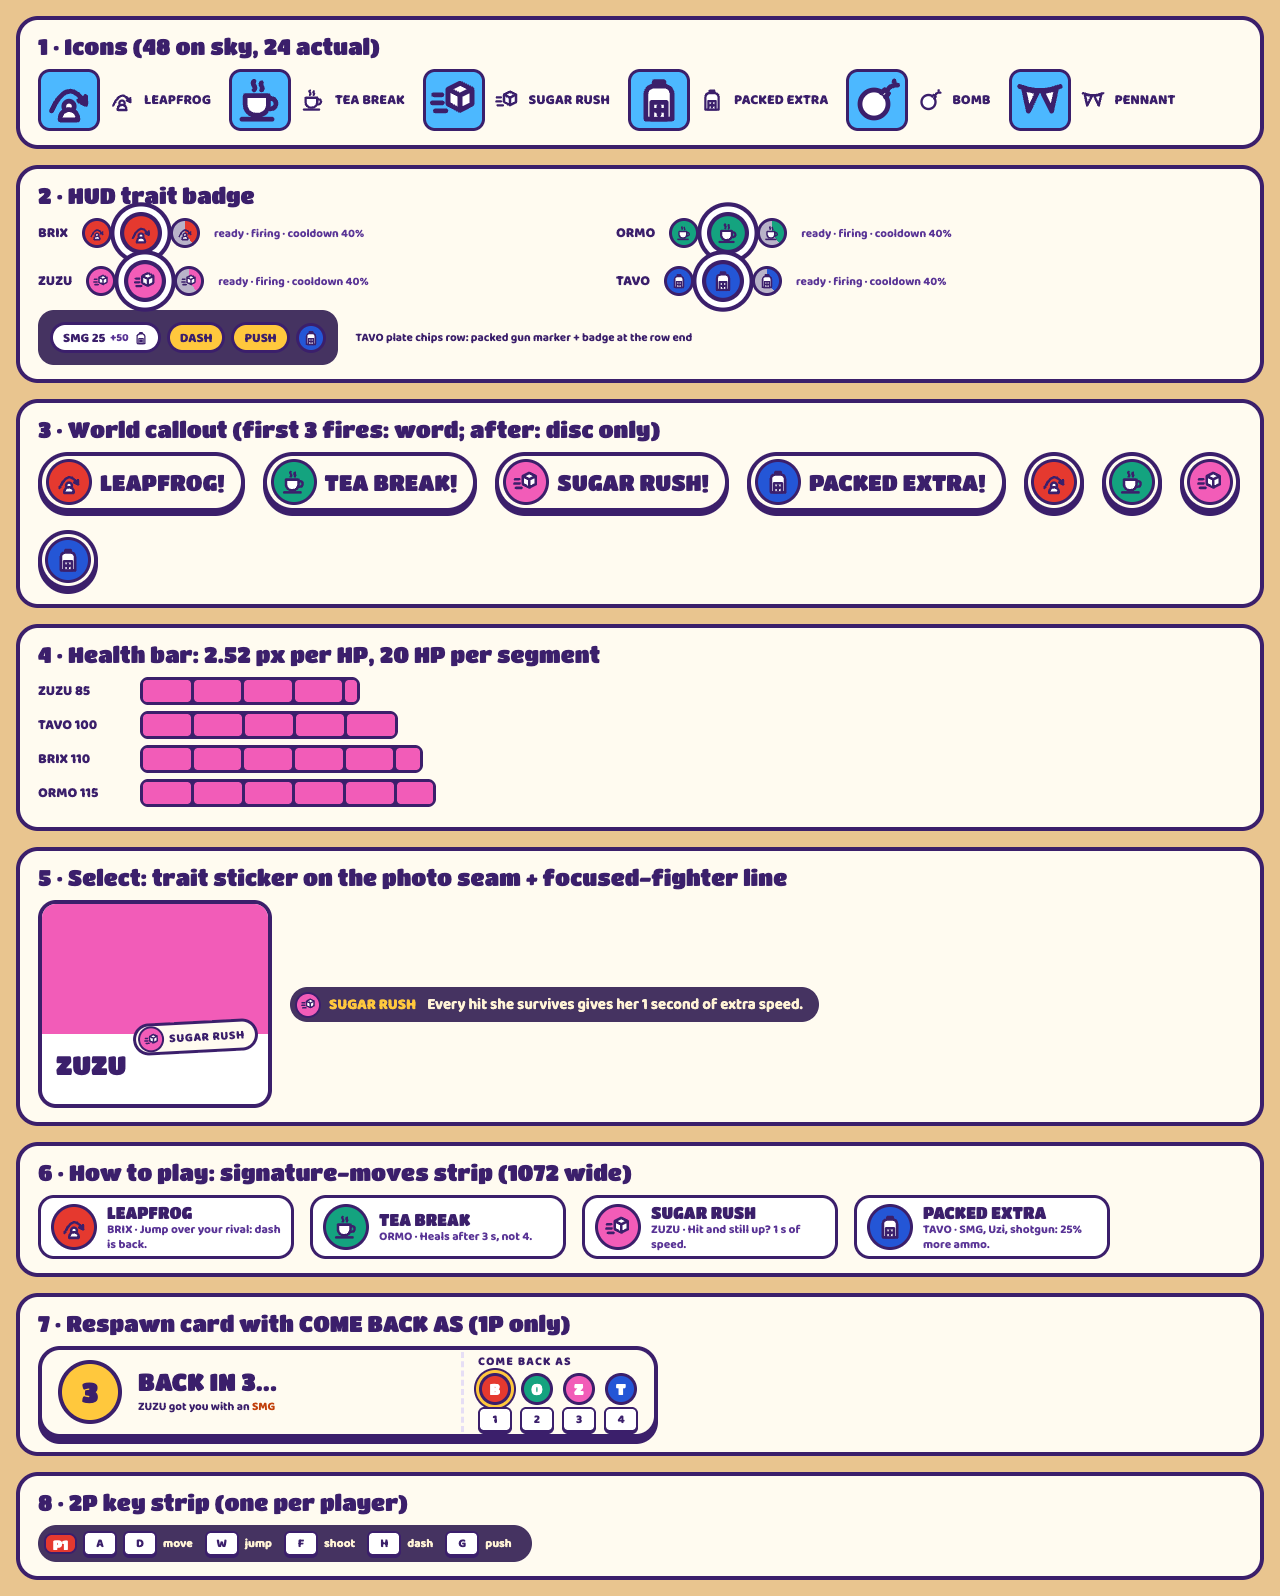 1 · Icons (48 on sky, 24 actual)
LEAPFROG
TEA BREAK
SUGAR RUSH
PACKED EXTRA
BOMB
PENNANT
2 · HUD trait badge
BRIX
ready · firing · cooldown 40%
ORMO
ready · firing · cooldown 40%
ZUZU
ready · firing · cooldown 40%
TAVO
ready · firing · cooldown 40%
SMG 25 +50
DASH
PUSH
TAVO plate chips row: packed gun marker + badge at the row end
3 · World callout (first 3 fires: word; after: disc only)
LEAPFROG!
TEA BREAK!
SUGAR RUSH!
PACKED EXTRA!
4 · Health bar: 2.52 px per HP, 20 HP per segment
ZUZU 85
TAVO 100
BRIX 110
ORMO 115
5 · Select: trait sticker on the photo seam + focused-fighter line
SUGAR RUSH
ZUZU
SUGAR RUSH Every hit she survives gives her 1 second of extra speed.
6 · How to play: signature-moves strip (1072 wide)
LEAPFROG
BRIX · Jump over your rival: dash
is back.
TEA BREAK
ORMO · Heals after 3 s, not 4.
SUGAR RUSH
ZUZU · Hit and still up? 1 s of
speed.
PACKED EXTRA
TAVO · SMG, Uzi, shotgun: 25%
more ammo.
7 · Respawn card with COME BACK AS (1P only)
3
BACK IN 3...
ZUZU got you with an SMG
COME BACK AS
B O Z T
1 2 3 4
8 · 2P key strip (one per player)
P1 A D move W jump F shoot H dash G push